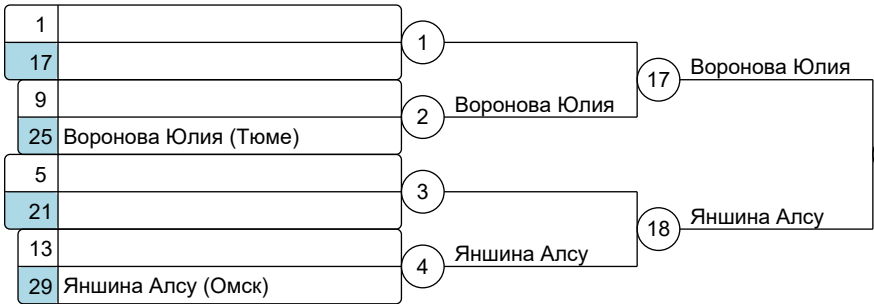 1
1
17
17
Воронова Юлия
9
2
Воронова Юлия
25 Воронова Юлия (Тюме)
5
3
21
18
Яншина Алсу
13
4
Яншина Алсу
29 Яншина Алсу (Омск)